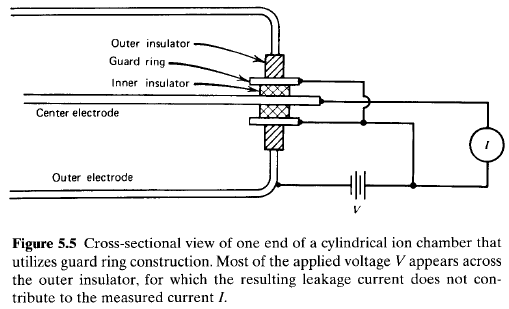 Outer insulator
Guard ring
Inner insulator
Center electrode
I
Outer electrode
V
Figure 5.5 Cross-sectional view of one end of a cylindrical ion chamber that
utilizes guard ring construction. Most of the applied voltage V appears across
the outer insulator, for which the resulting leakage current does not con-
tribute to the measured current I.